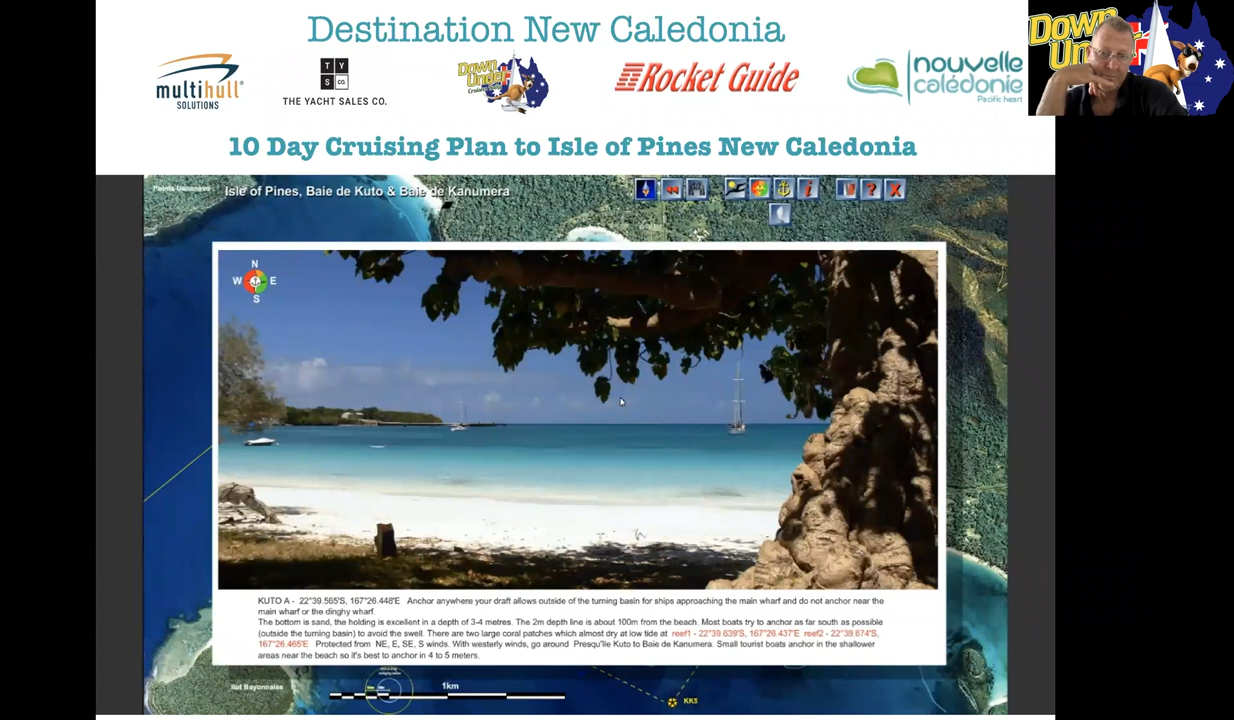 Destination New Caledonia
multihull
SOLUTIONS
T Y
S CO.
THE YACHT SALES CO.
Down
Under
Rocket Guide
nouvelle
calédonie
Pacific heart
Down
Under
10 Day Cruising Plan to Isle of Pines New Caledonia
Isle of Pines, Baie de Kuto & Baie de Kanumera
N
W E
S
KUTO A - 22°39.565'S, 167°26.448'E Anchor anywhere your draft allows outside of the turning basin for ships approaching the main wharf and do not anchor near the
main wharf or the dinghy wharf.
The bottom is sand, the holding is excellent in a depth of 3-4 metres. The 2m depth line is about 100m from the beach. Most boats try to anchor as far south as possible
(outside the turning basin) to avoid the swell. There are two large coral patches which almost dry at low tide at reef1 - 22°39.639'S, 167°26.437'E reef2 - 22°39.674'S,
167°26.465'E Protected from NE, E, SE, S winds. With westerly winds, go around Presqu'île Kuto to Baie de Kanumera. Small tourist boats anchor in the shallower
areas near the beach so it's best to anchor in 4 to 5 meters.
Ilot Bayonnaise
1km
KK5